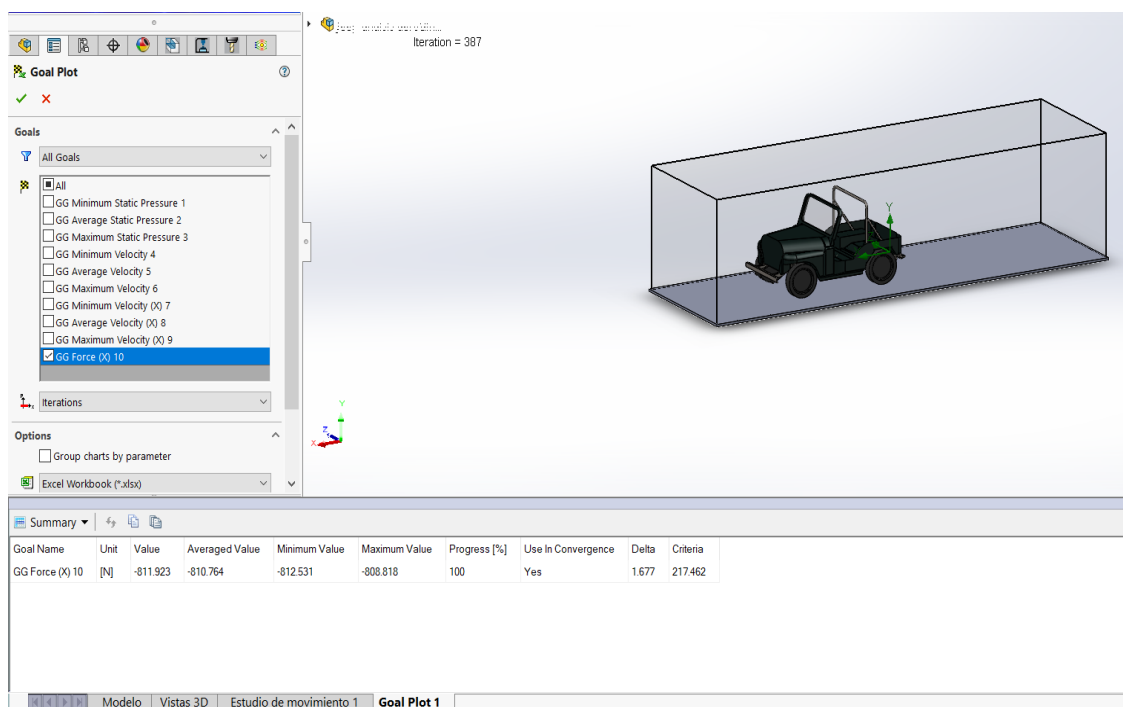 Iteration = 387
Goal Plot
Goals
All Goals
All
GG Minimum Static Pressure 1
GG Average Static Pressure 2
GG Maximum Static Pressure 3
GG Minimum Velocity 4
GG Average Velocity 5
GG Maximum Velocity 6
GG Minimum Velocity (X) 7
GG Average Velocity (X) 8
GG Maximum Velocity (X) 9
GG Force (X) 10
Iterations
Options
Group charts by parameter
Excel Workbook (*.xlsx)
Y
Y
Z
X
Summary
Goal Name Unit Value Averaged Value Minimum Value Maximum Value Progress [%] Use In Convergence Delta Criteria
GG Force (X) 10 [N] -811.923 -810.764 -812.531 -808.818 100 Yes 1.677 217.462
Modelo Vistas 3D Estudio de movimiento 1 Goal Plot 1